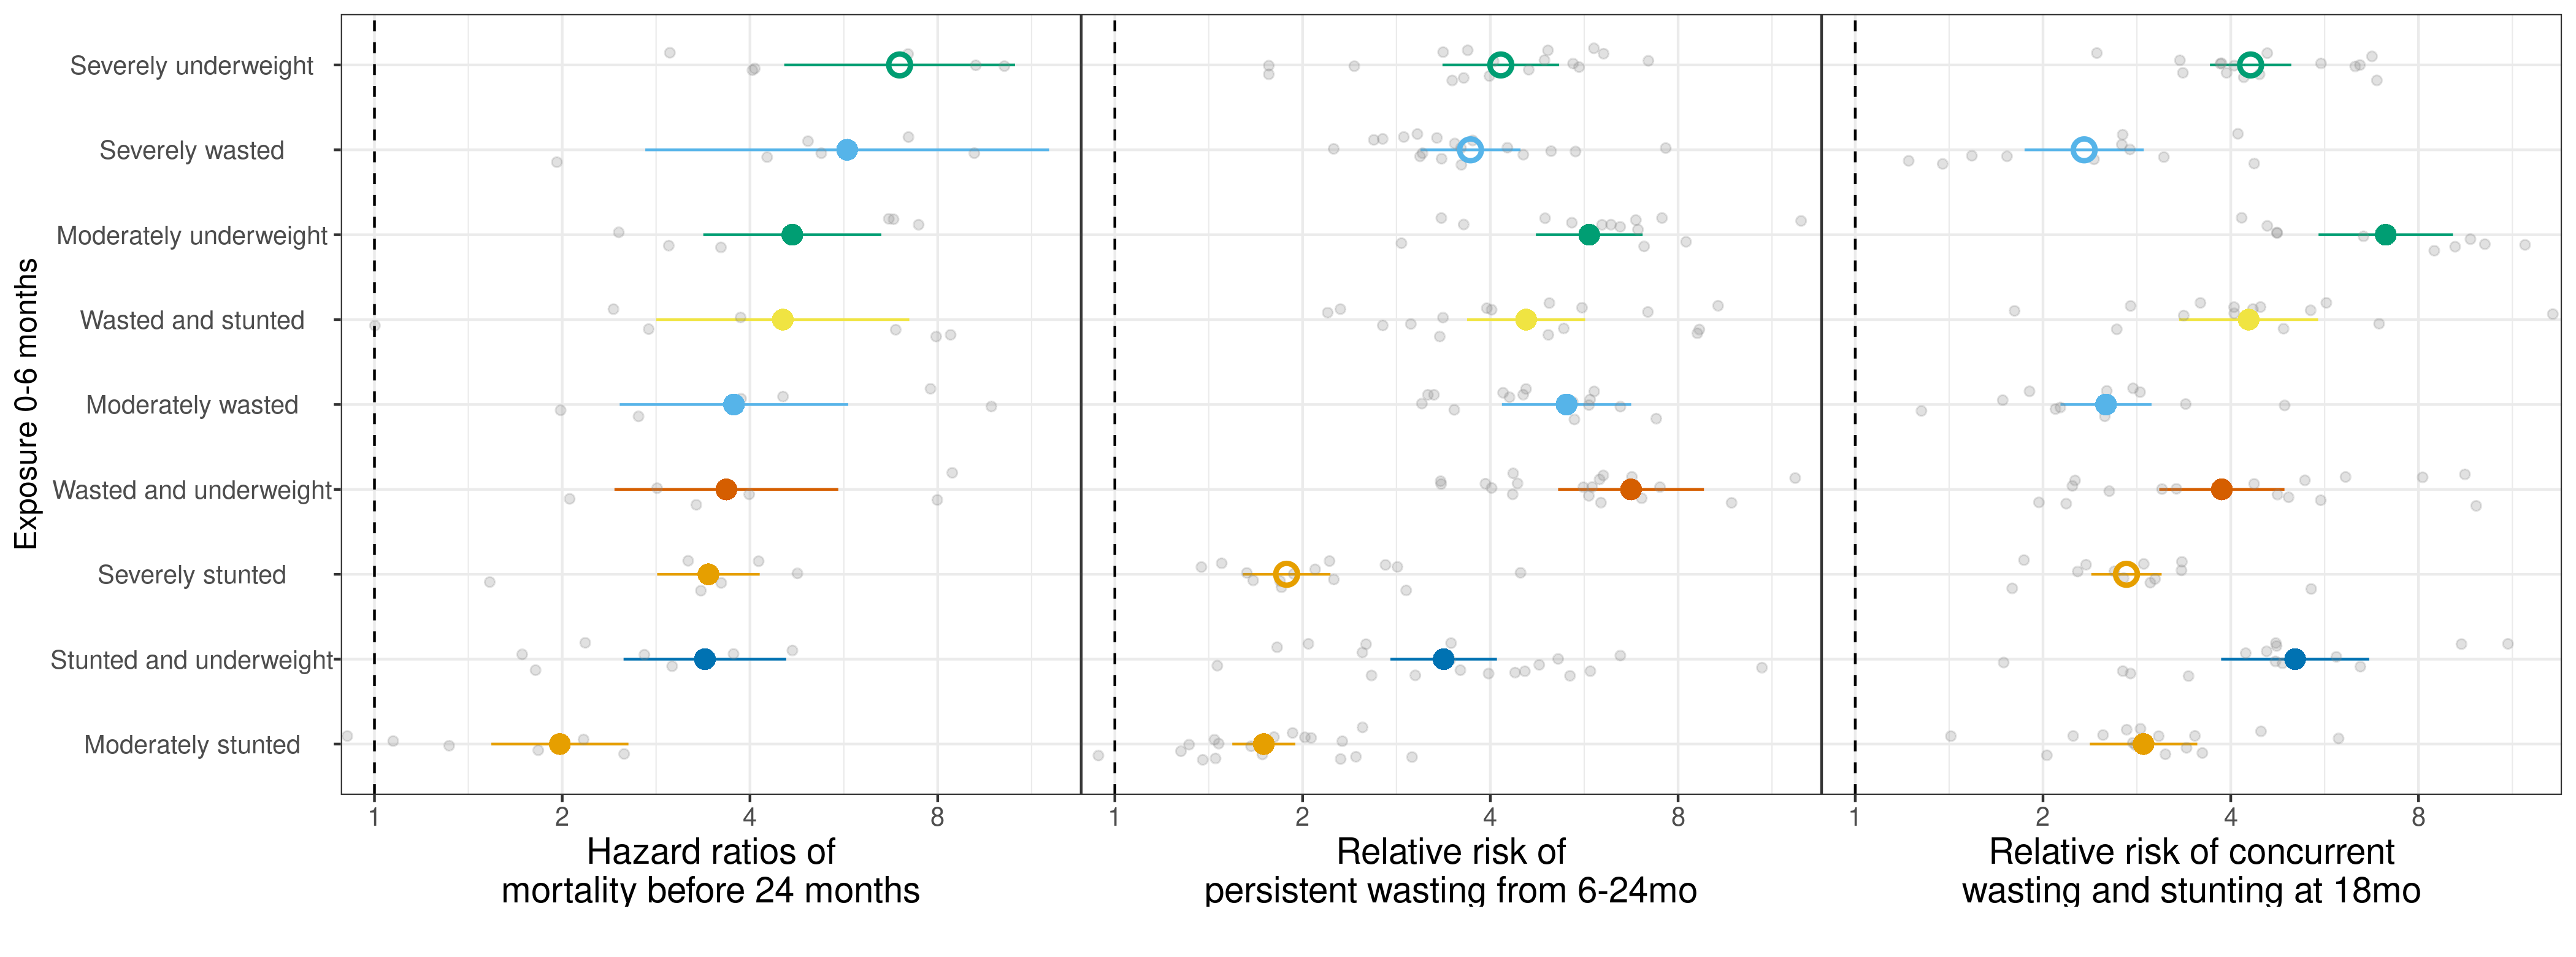 Exposure 0-6 months
Severely underweight
Severely wasted
Moderately underweight
Wasted and stunted
Moderately wasted
Wasted and underweight
Severely stunted
Stunted and underweight
Moderately stunted
1 2 4 8 1 2 4 8 1 2 4 8
Hazard ratios of
mortality before 24 months
Relative risk of
persistent wasting from 6-24mo
Relative risk of concurrent
wasting and stunting at 18mo